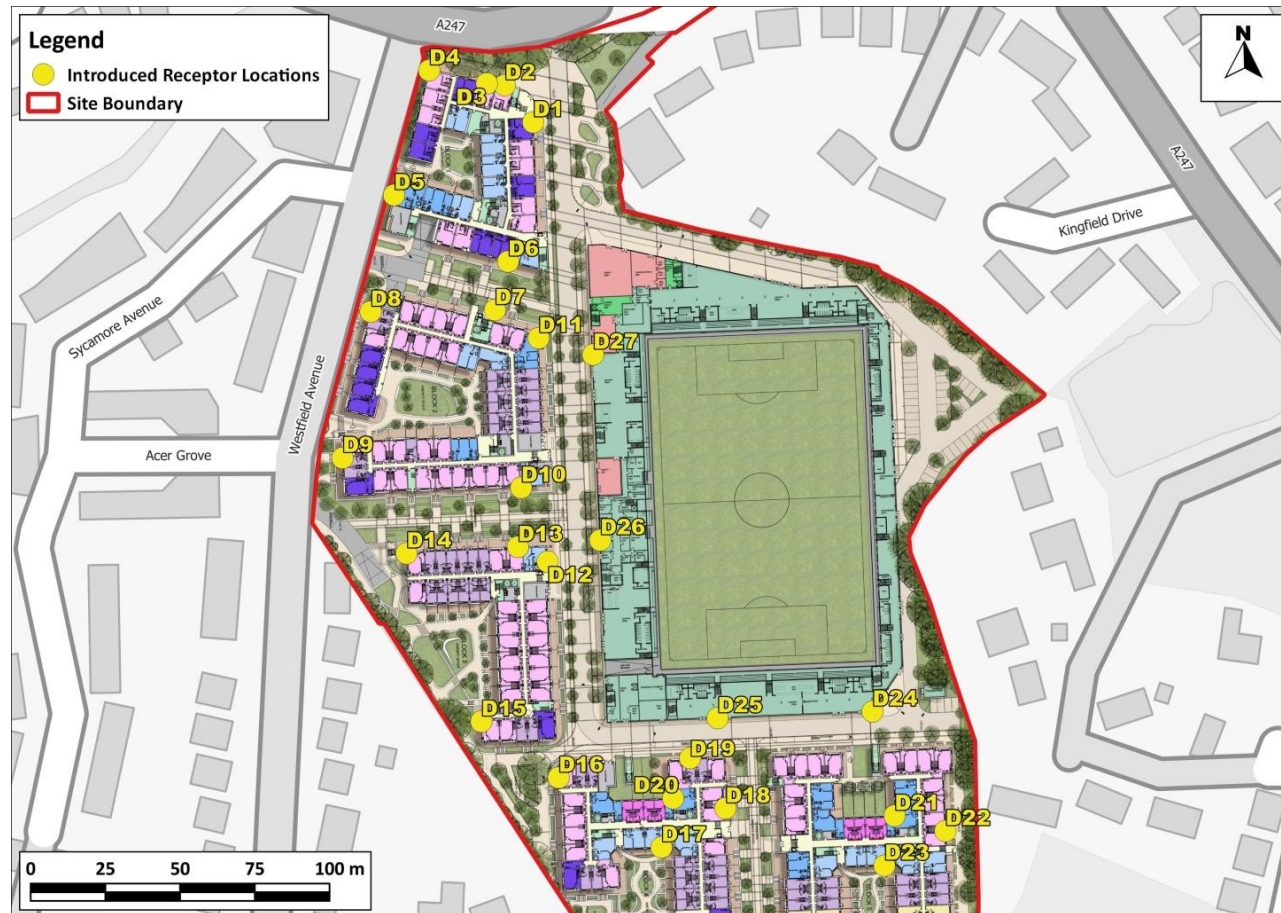 A247
Legend
Introduced Receptor Locations
Site Boundary
N
D4
D3
D2
D1
A247
D5
Kingfield Drive
D6
D7
D8
D11
D27
Sycamore Avenue
Westfield Avenue
BLOCK 2
Acer Grove
D9
D10
D26
D14
D13
D12
D15
D25
D24
D16
D19
D20
D18
D21
D22
D17
D23
0 25 50 75 100 m